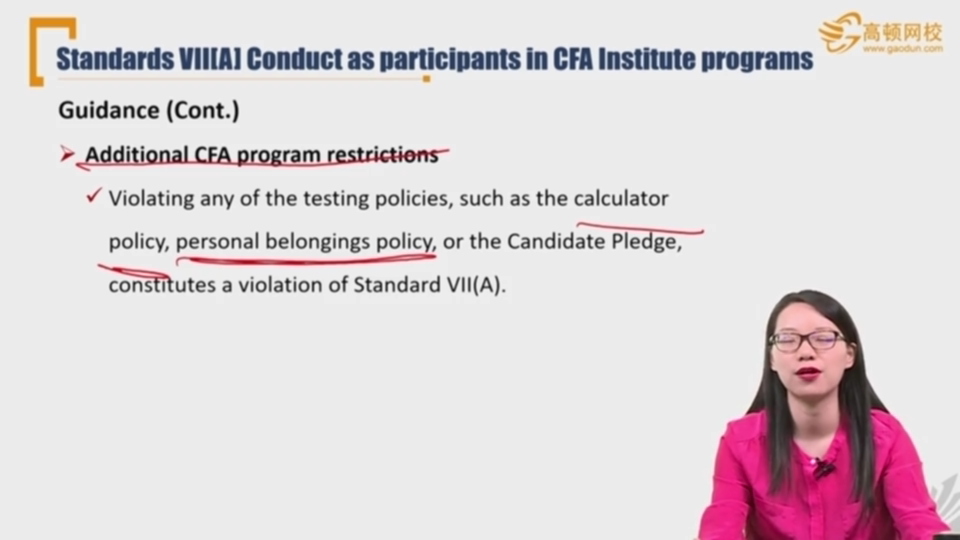 高顿网校
www.gaodun.com
Standards VII[A] Conduct as participants in CFA Institute programs
Guidance (Cont.)
Additional CFA program restrictions
Violating any of the testing policies, such as the calculator
policy, personal belongings policy, or the Candidate Pledge,
constitutes a violation of Standard VII(A).